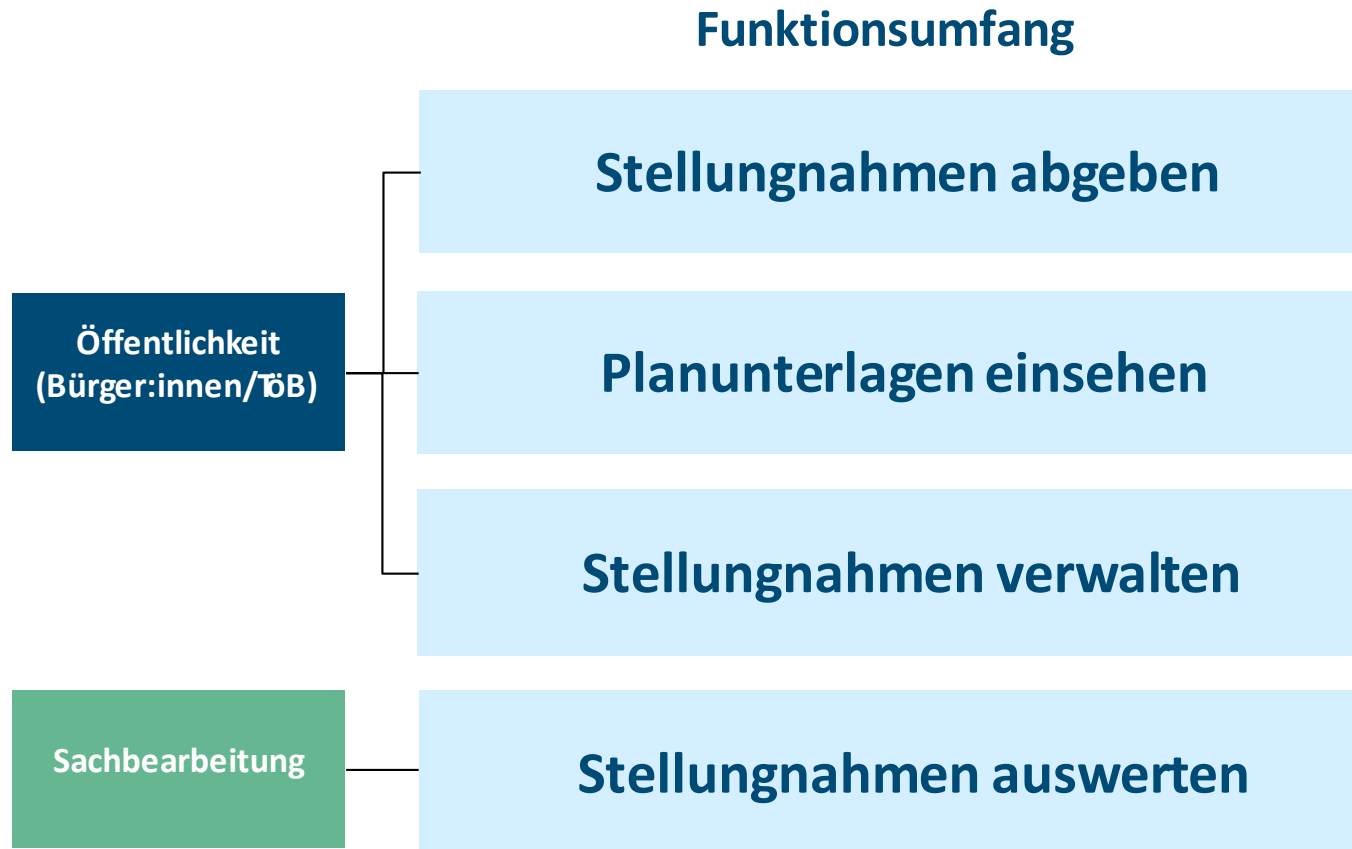 Funktionsumfang
Stellungnahmen abgeben
Öffentlichkeit
(Bürger:innen/TöB)
Planunterlagen einsehen
Stellungnahmen verwalten
Sachbearbeitung
Stellungnahmen auswerten